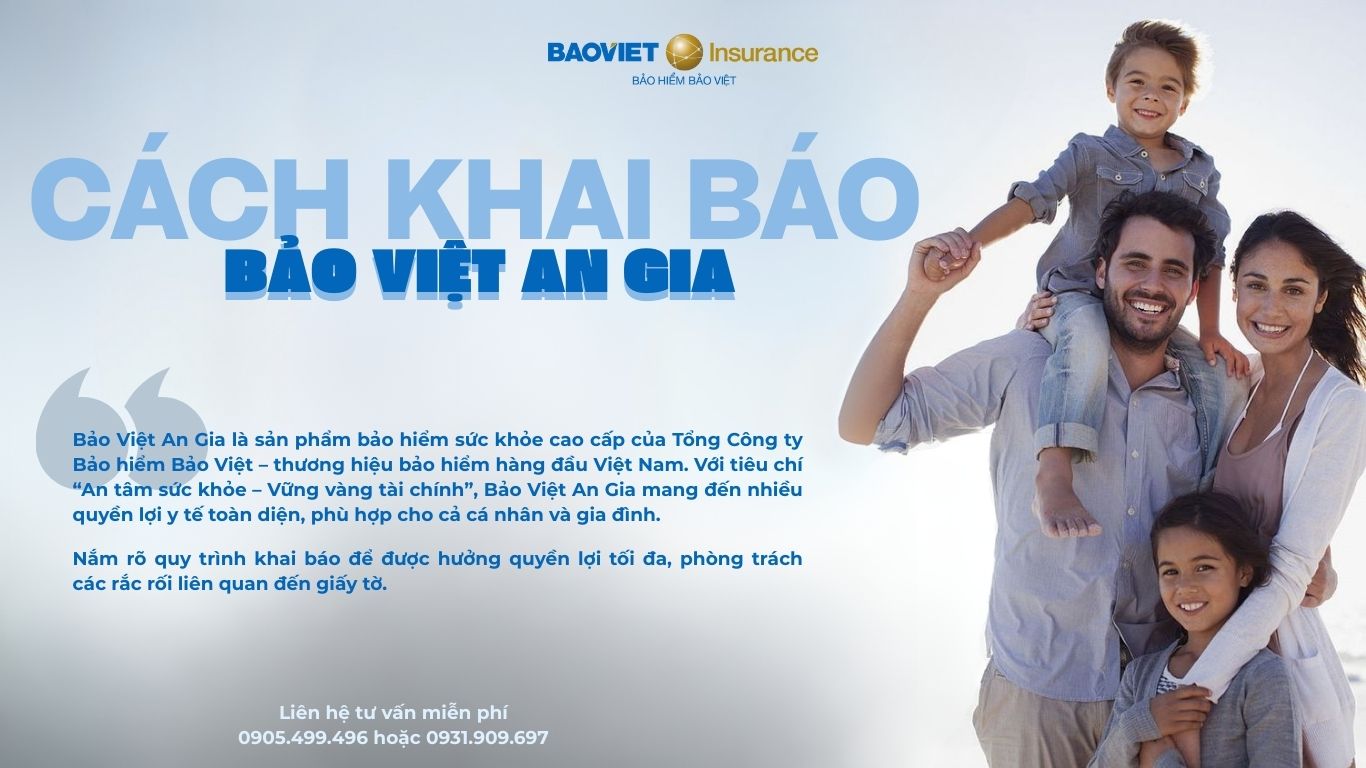 BAOVIET Insurance
BẢO HIỂM BẢO VIỆT
CÁCH KHAI BÁO
BẢO VIỆT AN GIA
Bảo Việt An Gia là sản phẩm bảo hiểm sức khỏe cao cấp của Tổng Công ty
Bảo hiểm Bảo Việt – thương hiệu bảo hiểm hàng đầu Việt Nam. Với tiêu chí
“An tâm sức khỏe – Vững vàng tài chính”, Bảo Việt An Gia mang đến nhiều
quyền lợi y tế toàn diện, phù hợp cho cả cá nhân và gia đình.
Nắm rõ quy trình khai báo để được hưởng quyền lợi tối đa, phòng trách
các rắc rối liên quan đến giấy tờ.
Liên hệ tư vấn miễn phí
0905.499.496 hoặc 0931.909.697